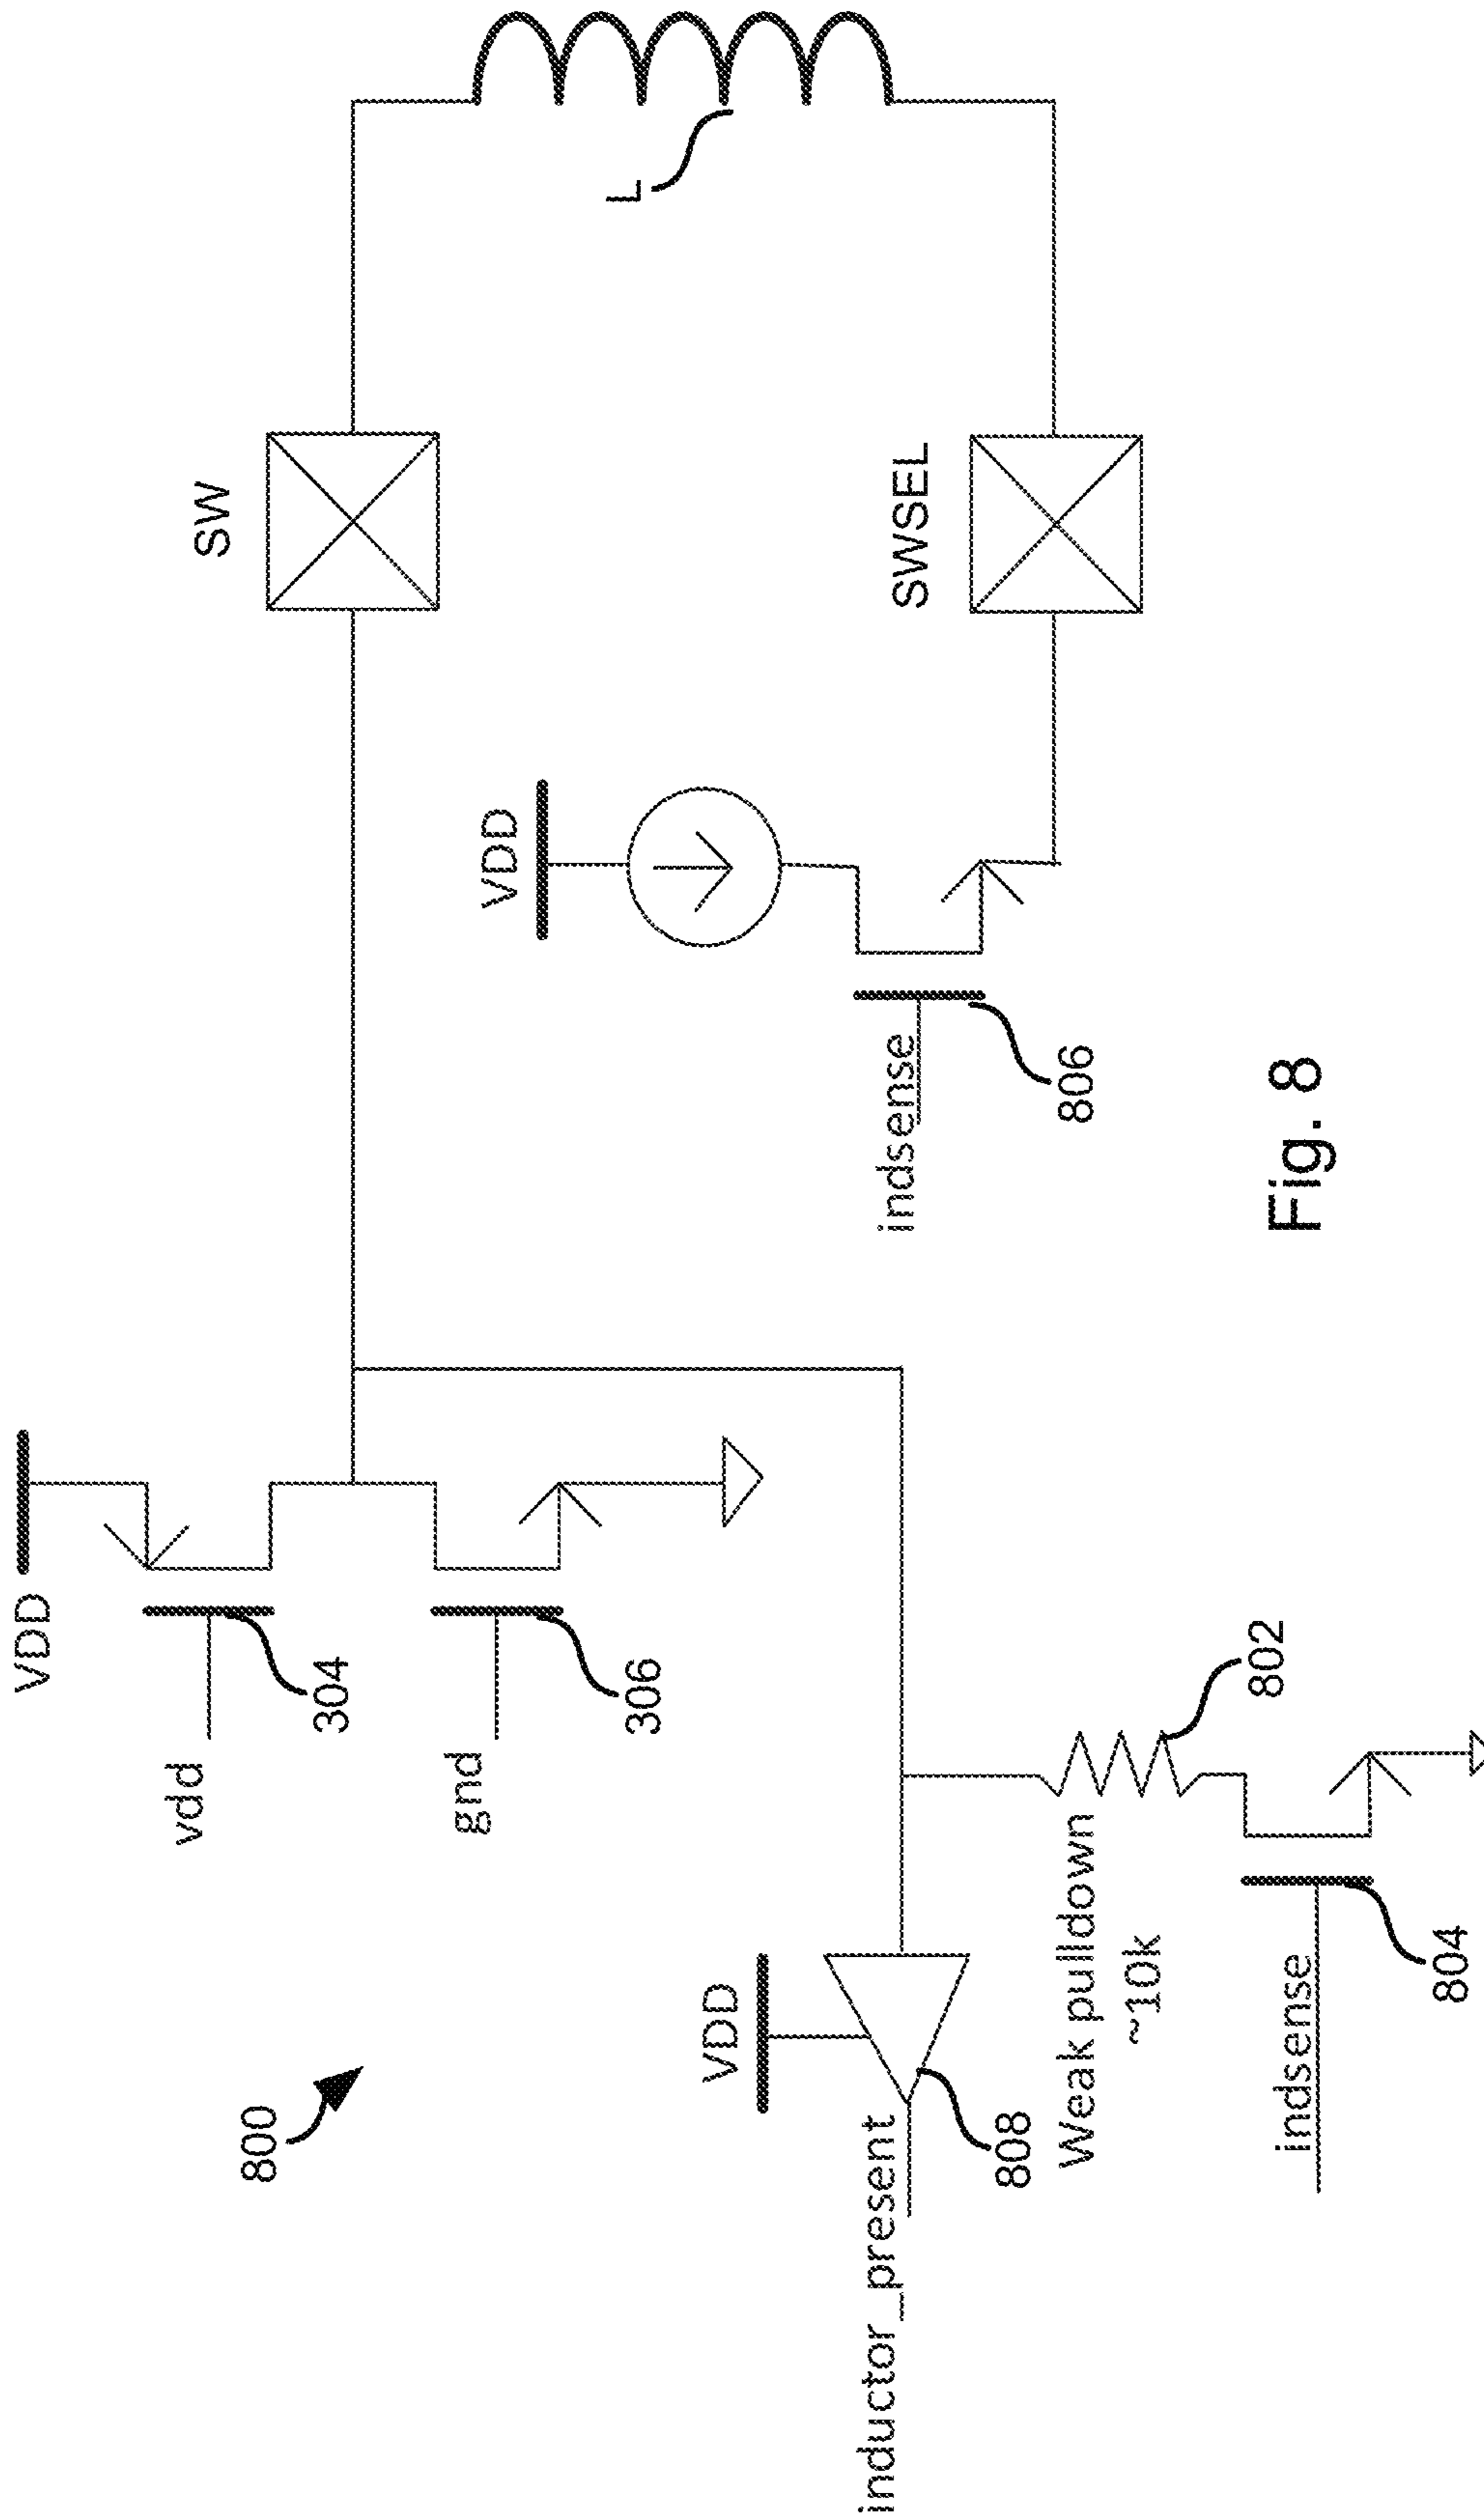 800
VDD
vdd
304
gnd
306
SW
L
VDD
indsense
806
SWSEL
VDD
inductor_present
808
Weak pulldown
~10k
802
indsense
804
Fig. 8